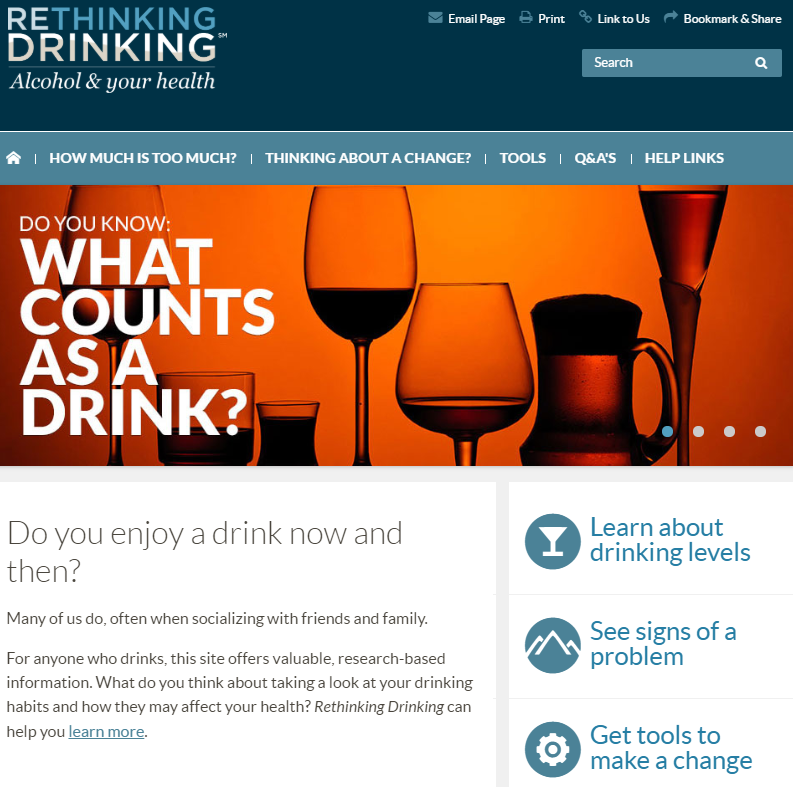 RETHINKING
DRINKING℠
Alcohol & your health
Email Page
Print
Link to Us
Bookmark & Share
Search
HOW MUCH IS TOO MUCH?
THINKING ABOUT A CHANGE?
TOOLS
Q&A'S
HELP LINKS
DO YOU KNOW:
WHAT
COUNTS
AS A
DRINK?
Do you enjoy a drink now and
then?
Many of us do, often when socializing with friends and family.
For anyone who drinks, this site offers valuable, research-based
information. What do you think about taking a look at your drinking
habits and how they may affect your health? Rethinking Drinking can
help you learn more.
Learn about
drinking levels
See signs of a
problem
Get tools to
make a change